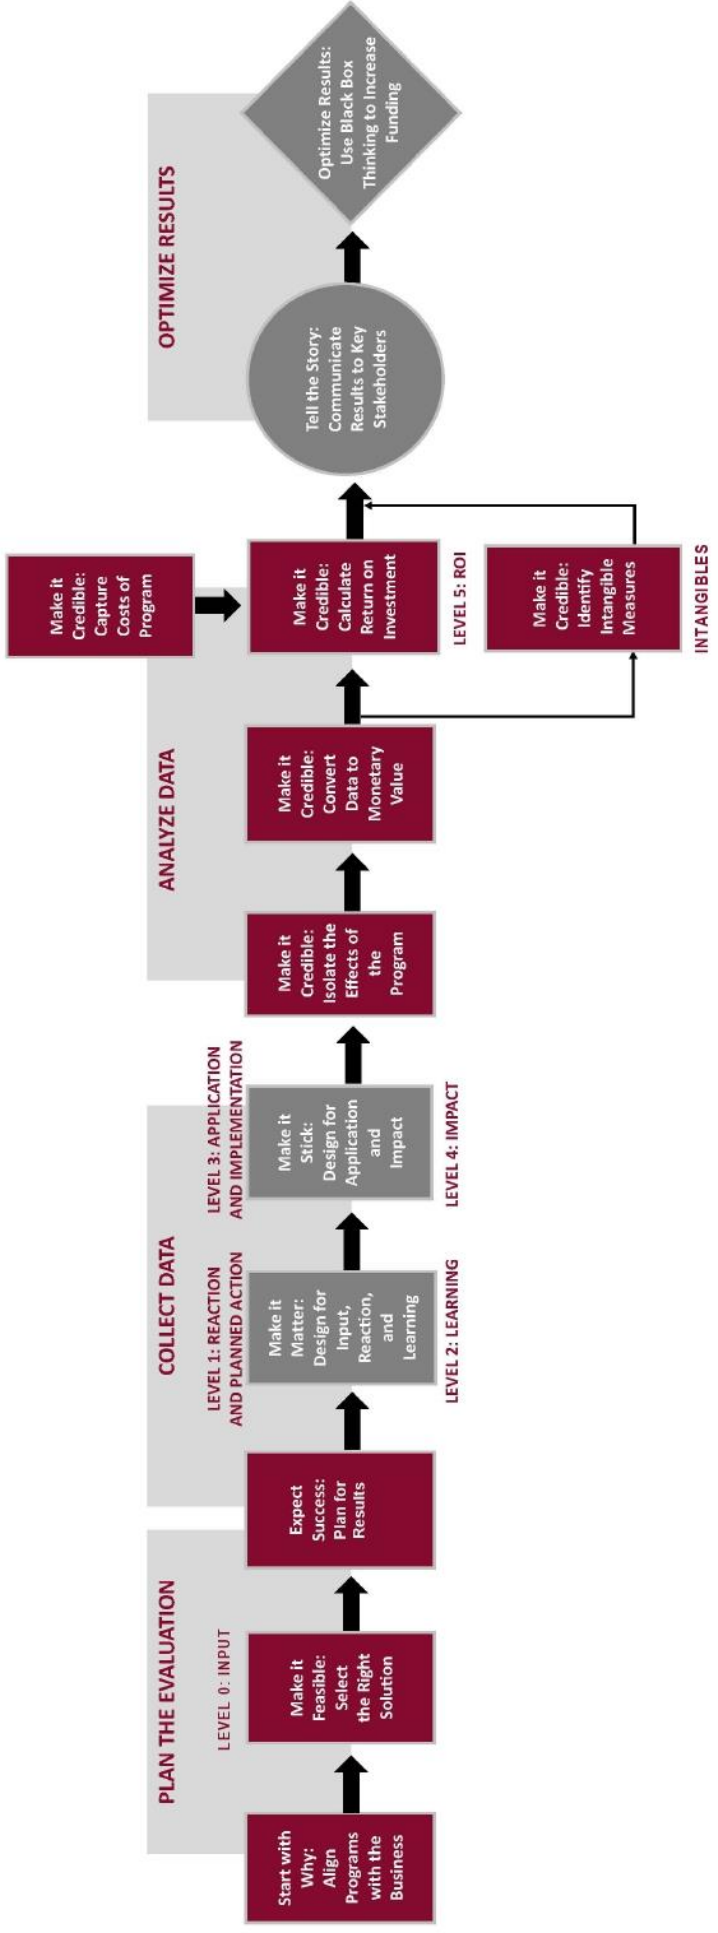 PLAN THE EVALUATION
LEVEL 0: INPUT
Start with
Why:
Align
Programs
with the
Business
Make it
Feasible:
Select
the Right
Solution
Expect
Success:
Plan for
Results
COLLECT DATA
LEVEL 1: REACTION
AND PLANNED ACTION
Make it
Matter:
Design for
Input,
Reaction,
and
Learning
LEVEL 2: LEARNING
LEVEL 3: APPLICATION
AND IMPLEMENTATION
Make it
Stick:
Design for
Application
and
Impact
LEVEL 4: IMPACT
ANALYZE DATA
Make it
Credible:
Isolate the
Effects of
the
Program
Make it
Credible:
Convert
Data to
Monetary
Value
Make it
Credible:
Capture
Costs of
Program
Make it
Credible:
Calculate
Return on
Investment
LEVEL 5: ROI
Make it
Credible:
Identify
Intangible
Measures
INTANGIBLES
OPTIMIZE RESULTS
Tell the Story:
Communicate
Results to Key
Stakeholders
Optimize Results:
Use Black Box
Thinking to Increase
Funding